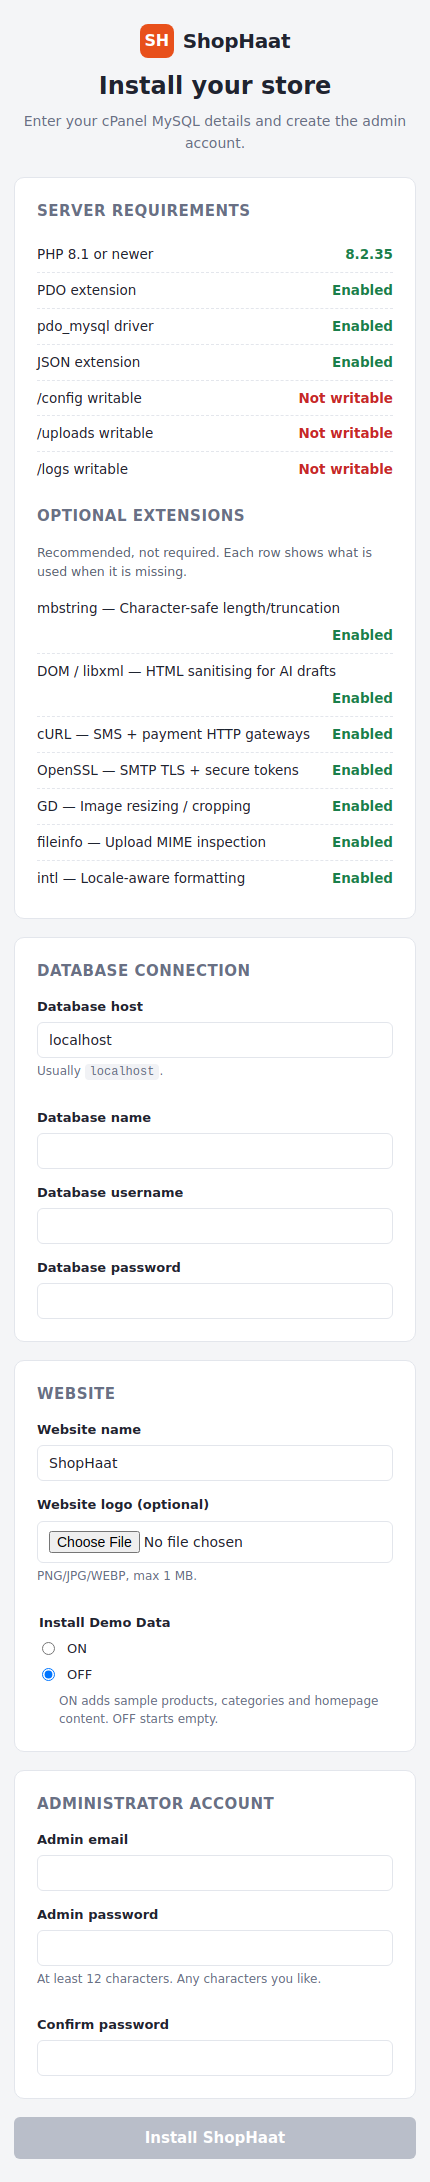 SH ShopHaat
Install your store
Enter your cPanel MySQL details and create the admin
account.
SERVER REQUIREMENTS
PHP 8.1 or newer 8.2.35
PDO extension Enabled
pdo_mysql driver Enabled
JSON extension Enabled
/config writable Not writable
/uploads writable Not writable
/logs writable Not writable
OPTIONAL EXTENSIONS
Recommended, not required. Each row shows what is
used when it is missing.
mbstring — Character-safe length/truncation
Enabled
DOM / libxml — HTML sanitising for AI drafts
Enabled
cURL — SMS + payment HTTP gateways Enabled
OpenSSL — SMTP TLS + secure tokens Enabled
GD — Image resizing / cropping Enabled
fileinfo — Upload MIME inspection Enabled
intl — Locale-aware formatting Enabled
DATABASE CONNECTION
Database host
localhost
Usually localhost.
Database name
Database username
Database password
WEBSITE
Website name
ShopHaat
Website logo (optional)
Choose File No file chosen
PNG/JPG/WEBP, max 1 MB.
Install Demo Data
ON
OFF
ON adds sample products, categories and homepage
content. OFF starts empty.
ADMINISTRATOR ACCOUNT
Admin email
Admin password
At least 12 characters. Any characters you like.
Confirm password
Install ShopHaat